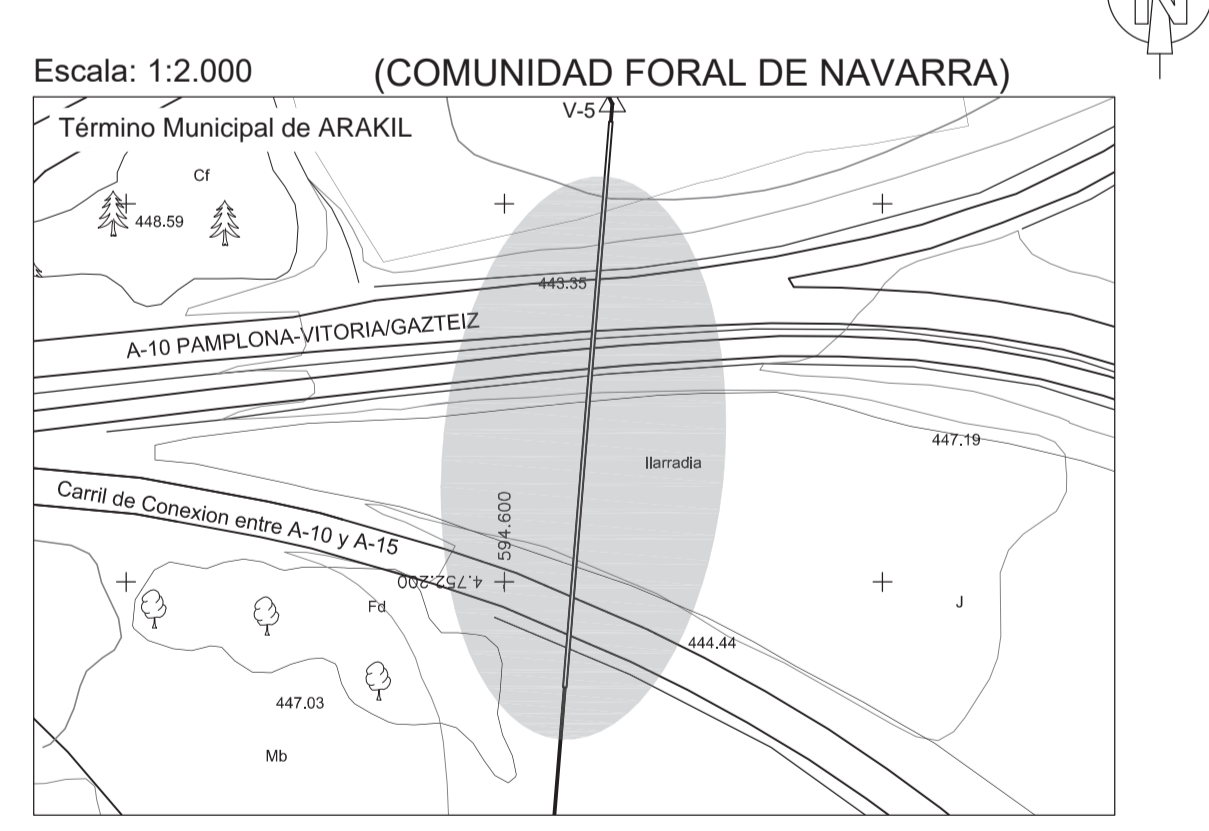 N
Escala: 1:2.000 (COMUNIDAD FORAL DE NAVARRA)
V-5
Término Municipal de ARAKIL
Cf
448.59
443.35
A-10 PAMPLONA-VITORIA/GAZTEIZ
447.19
Ilarradia
Carril de Conexion entre A-10 y A-15
594.600
4.752.200
Fd
J
444.44
447.03
Mb